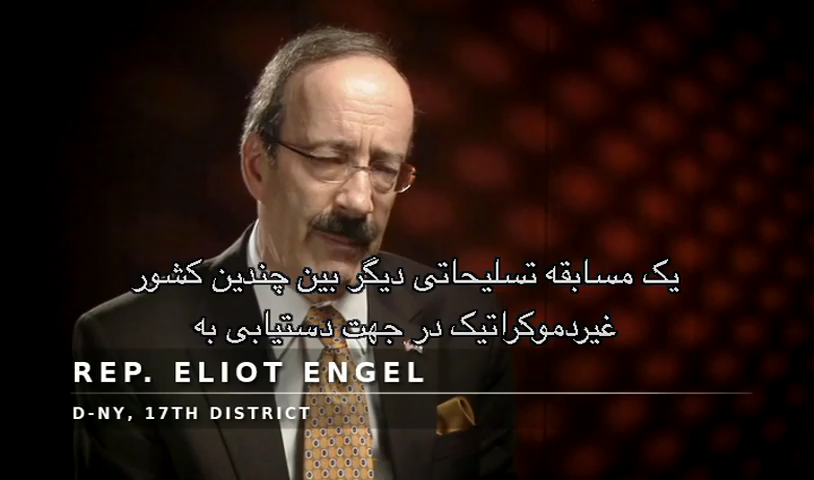 یک مسابقه تسلیحاتی دیگر بین چندین کشور
غیردموکراتیک در جهت دستیابی به
REP. ELIOT ENGEL
D-NY, 17TH DISTRICT